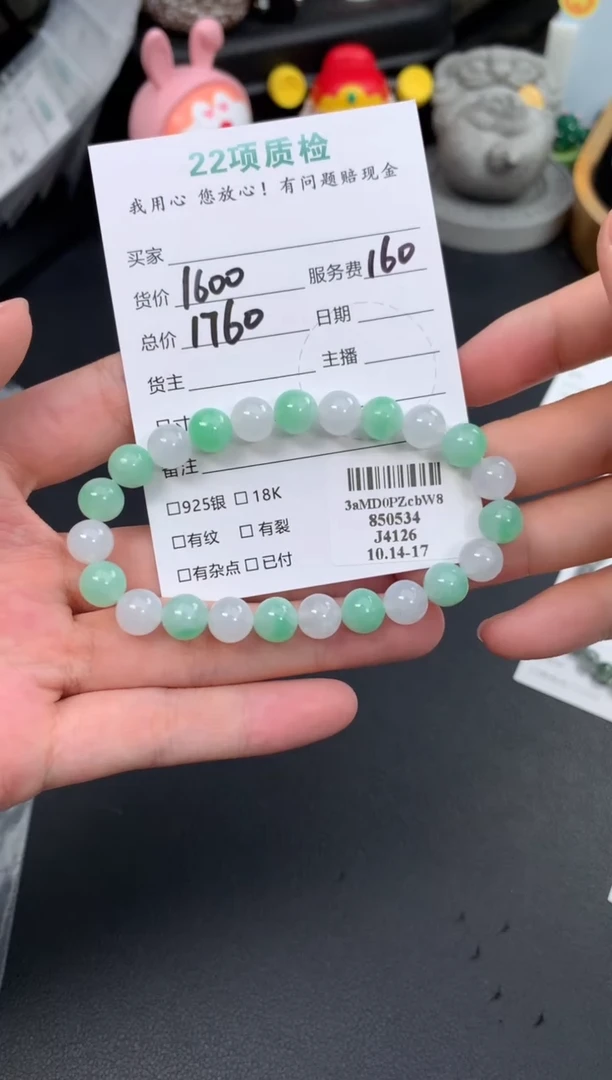 22项质检
我用心 您放心！有问题赔现金
买家
货价 1600 服务费 160
总价 1760 日期
货主 主播
尺寸
备注
□925银 □ 18K
□有纹 □ 有裂
□有杂点 □ 已付
3aMD0PZcbW8
850534
J4126
10.14-17